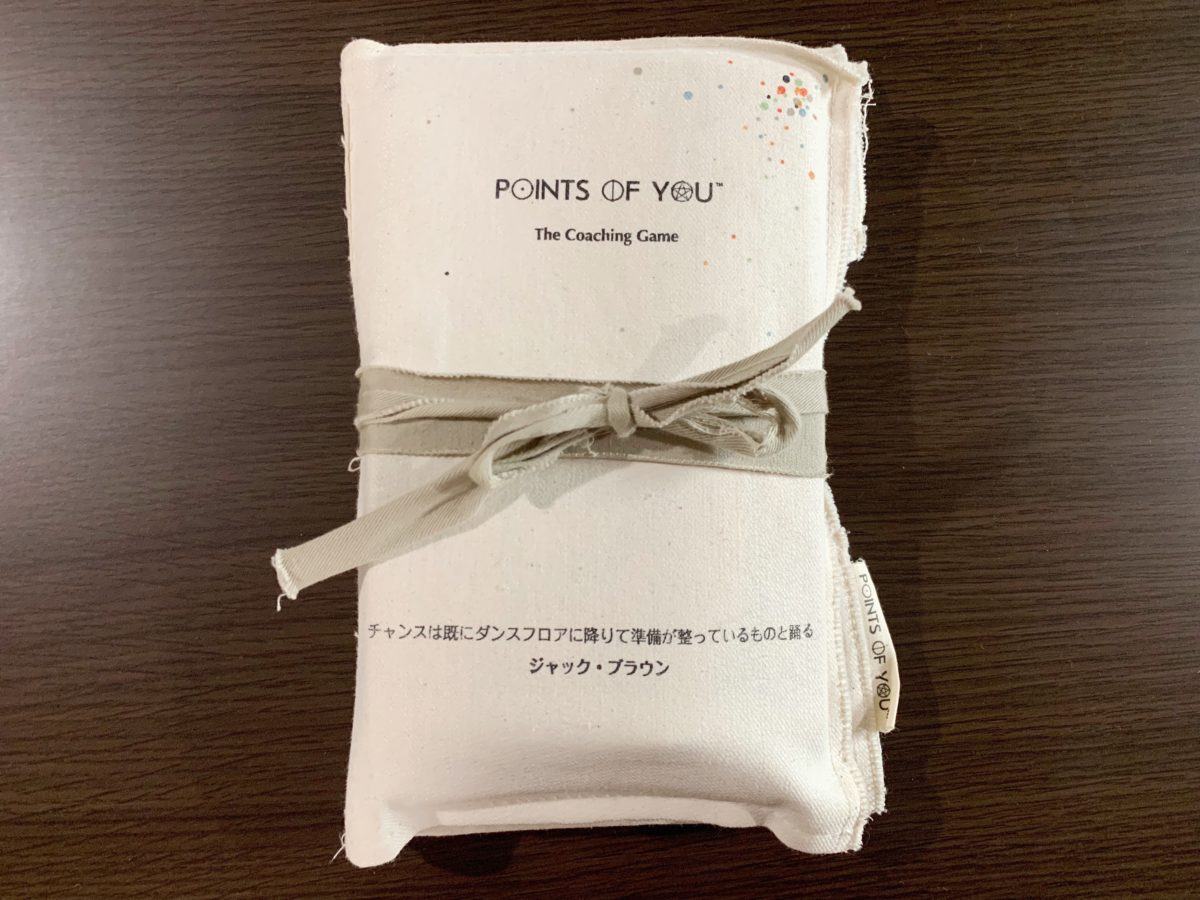 POINTS OF YOU™
The Coaching Game
チャンスは既にダンスフロアに降りて準備が整っているものと踊る
ジャック・ブラウン
POINTS OF YOU™